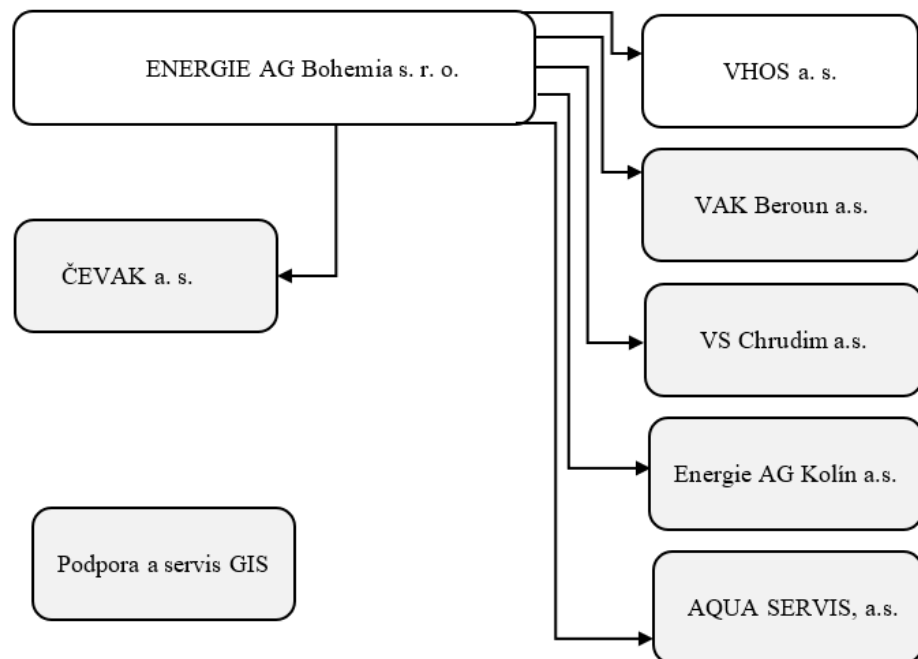 ENERGIE AG Bohemia s. r. o.
VHOS a. s.
VAK Beroun a.s.
ČEVAK a. s.
VS Chrudim a.s.
Energie AG Kolín a.s.
Podpora a servis GIS
AQUA SERVIS, a.s.